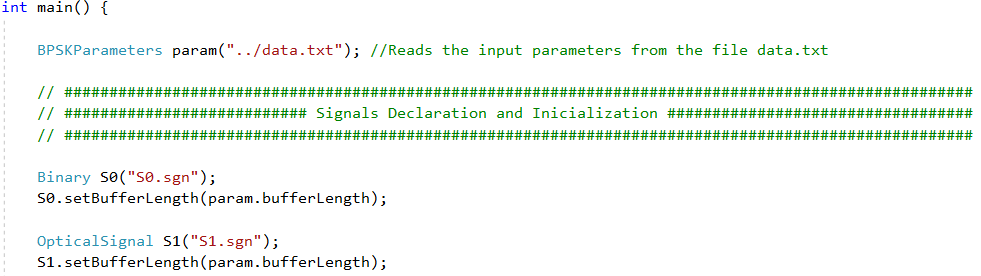 int main() {
BPSKParameters param("../data.txt"); //Reads the input parameters from the file data.txt
// #####################################################################################################
// ########################### Signals Declaration and Inicialization ##################################
// #####################################################################################################
Binary S0("S0.sgn");
S0.setBufferLength(param.bufferLength);
OpticalSignal S1("S1.sgn");
S1.setBufferLength(param.bufferLength);